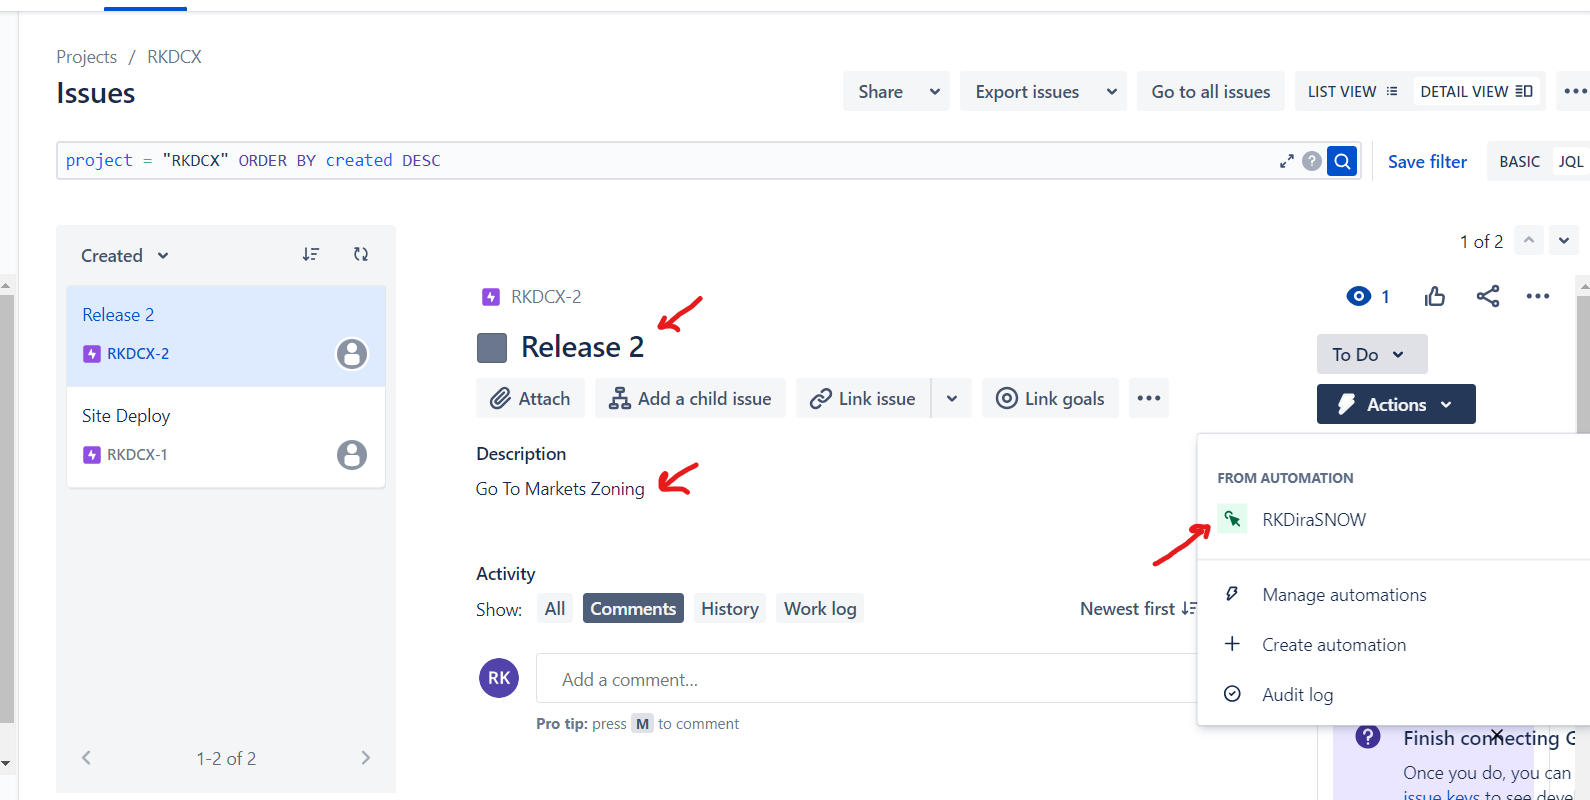 Projects / RKDCX
Issues
Share
Export issues
Go to all issues
LIST VIEW
DETAIL VIEW
project = "RKDCX" ORDER BY created DESC
Save filter
BASIC
JQL
Created
Release 2
RKDCX-2
Site Deploy
RKDCX-1
1-2 of 2
1 of 2
RKDCX-2
1
Release 2
To Do
Attach
Add a child issue
Link issue
Link goals
Actions
Description
Go To Markets Zoning
FROM AUTOMATION
RKDiraSNOW
Manage automations
Create automation
Audit log
Activity
Show: All Comments History Work log
Newest first
RK
Add a comment...
Pro tip: press M to comment
Finish connecting G
Once you do, you can
issue keys to see deve